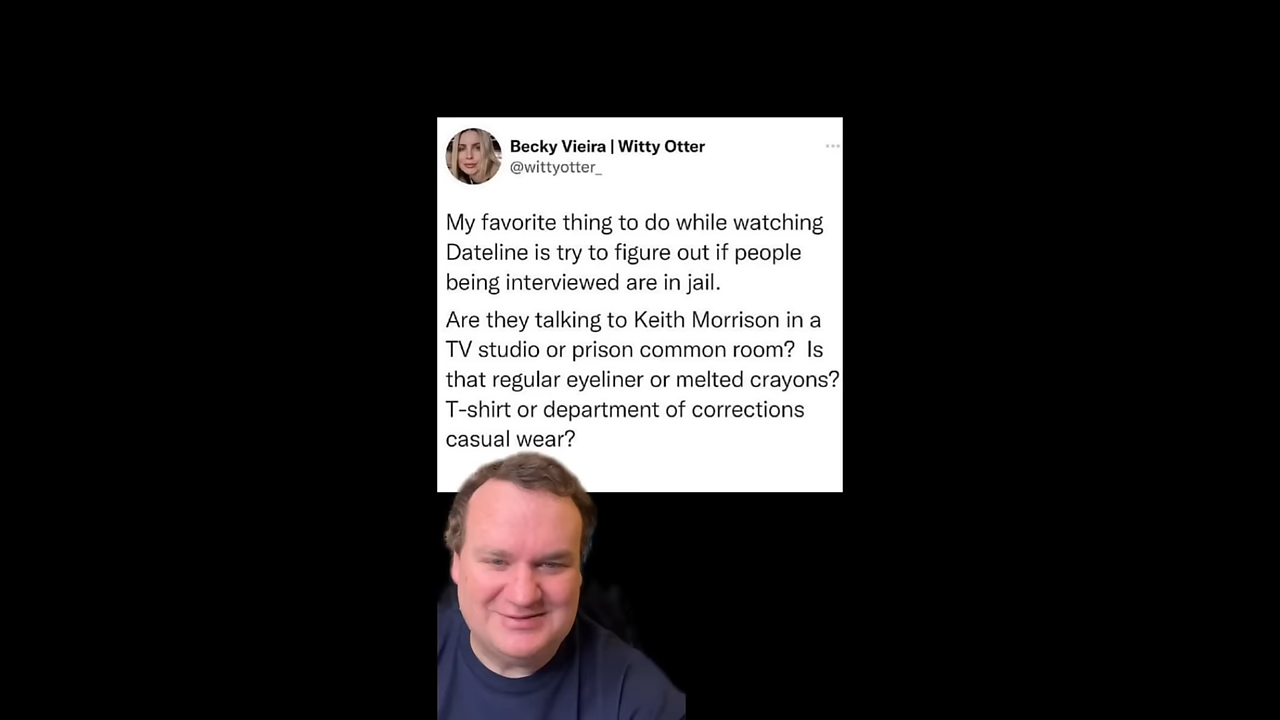 Becky Vieira | Witty Otter
@wittyotter_
My favorite thing to do while watching
Dateline is try to figure out if people
being interviewed are in jail.
Are they talking to Keith Morrison in a
TV studio or prison common room?  Is
that regular eyeliner or melted crayons?
T-shirt or department of corrections
casual wear?